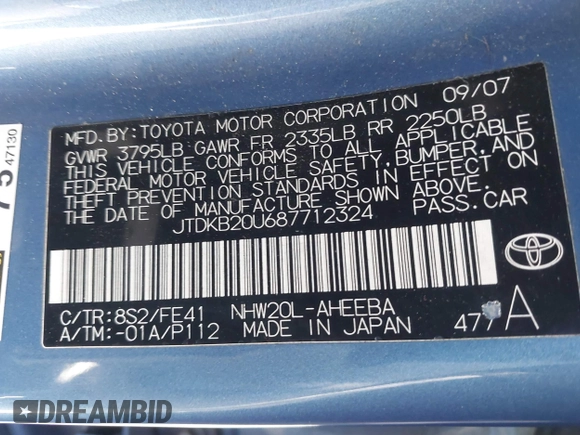 MFD. BY: TOYOTA MOTOR CORPORATION 09/07
GVWR 3795LB GAWR FR 2335LB RR 2250LB
THIS VEHICLE CONFORMS TO ALL APPLICABLE
FEDERAL MOTOR VEHICLE SAFETY, BUMPER, AND
THEFT PREVENTION STANDARDS IN EFFECT ON
THE DATE OF MANUFACTURE SHOWN ABOVE.
JTDKB20U687712324 PASS. CAR
C/TR: 8S2/FE41 NHW20L-AHEEBA
A/TM: -01A/P112 MADE IN JAPAN 477 A
TOYOTA
47130
DREAMBID